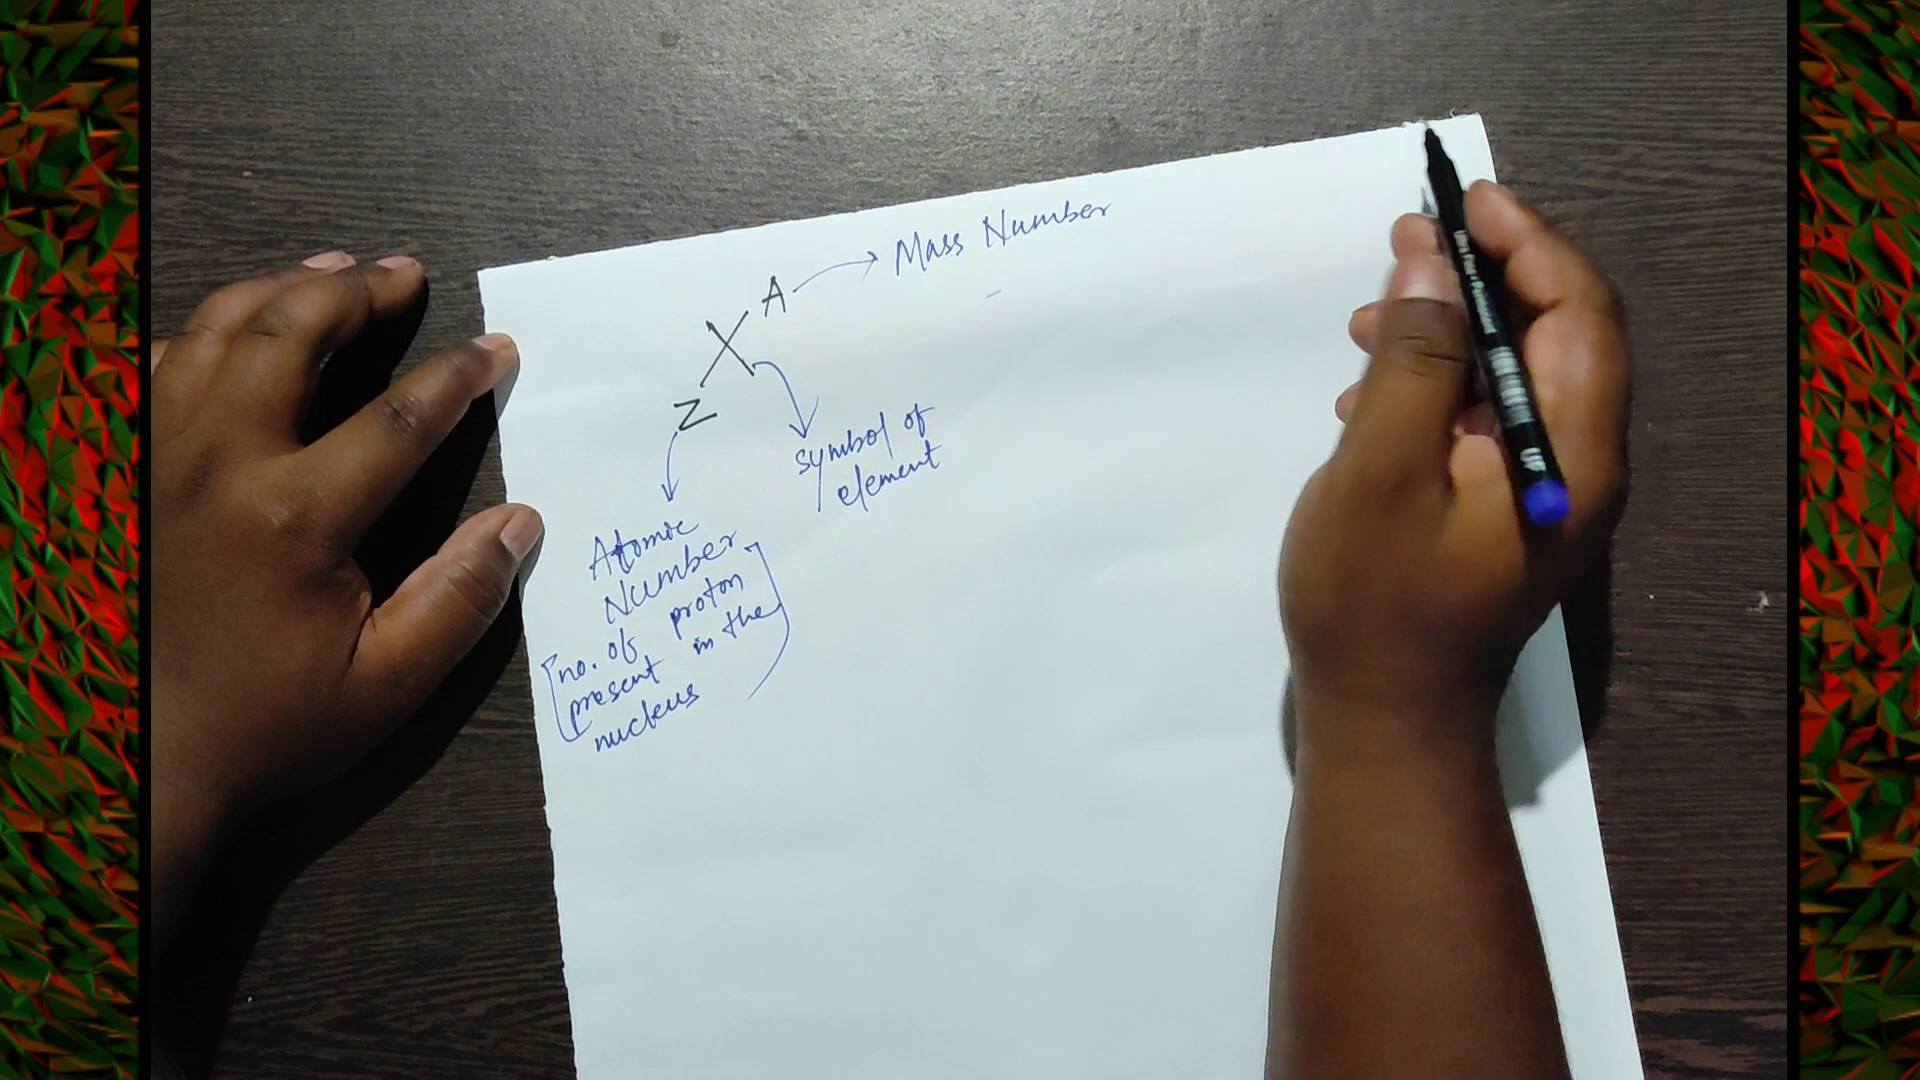 A → Mass Number
X
Z
symbol of
element
Atomic
Number
no. of proton
present in the
nucleus